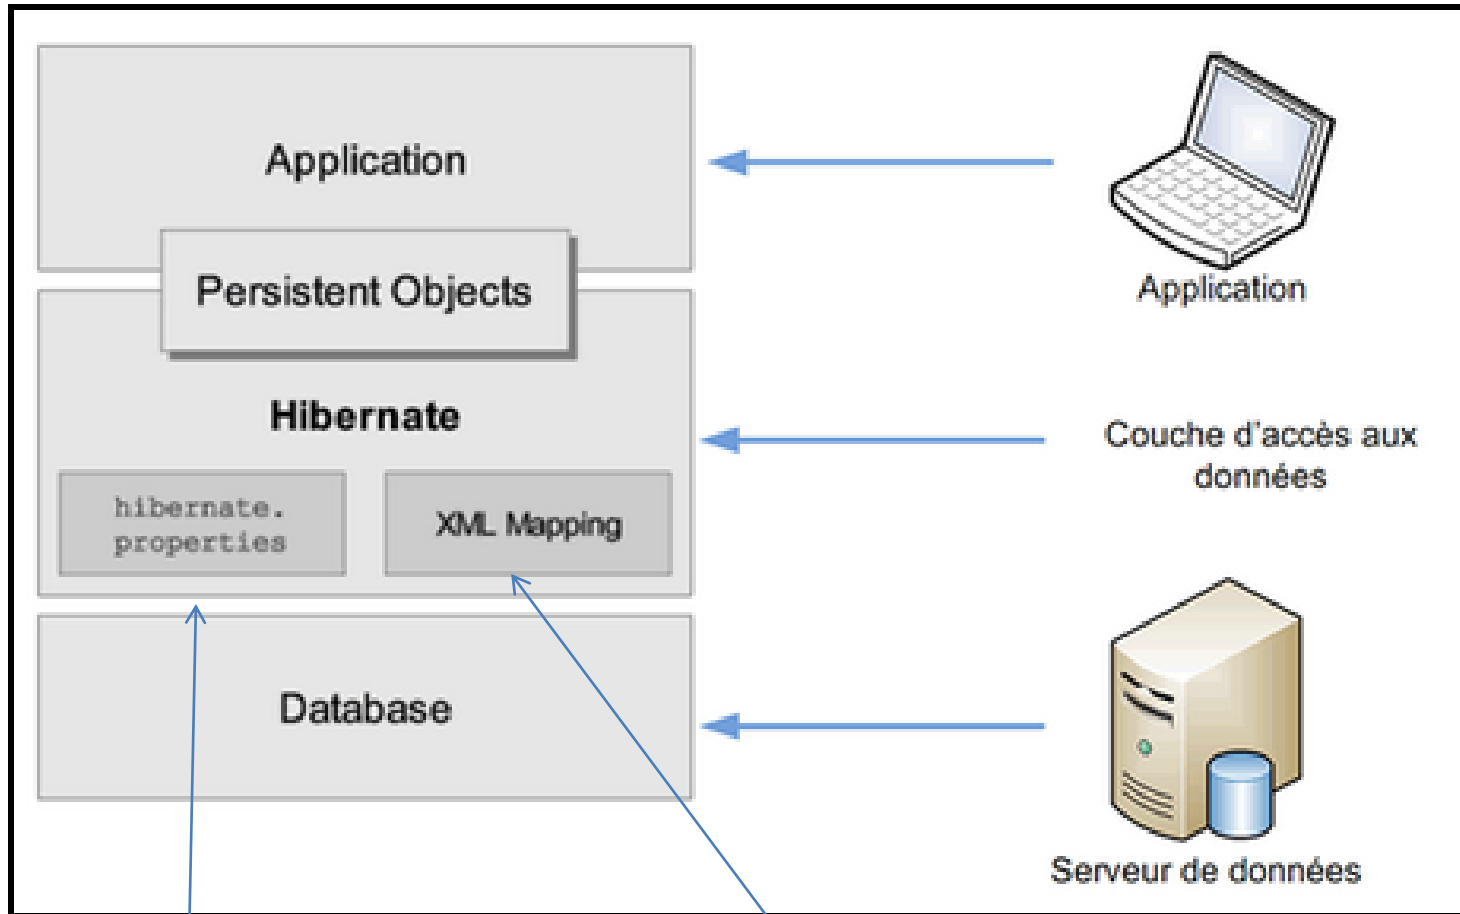 Application
Persistent Objects
Hibernate
hibernate.
properties
XML Mapping
Database
Application
Couche d'accès aux
données
Serveur de données